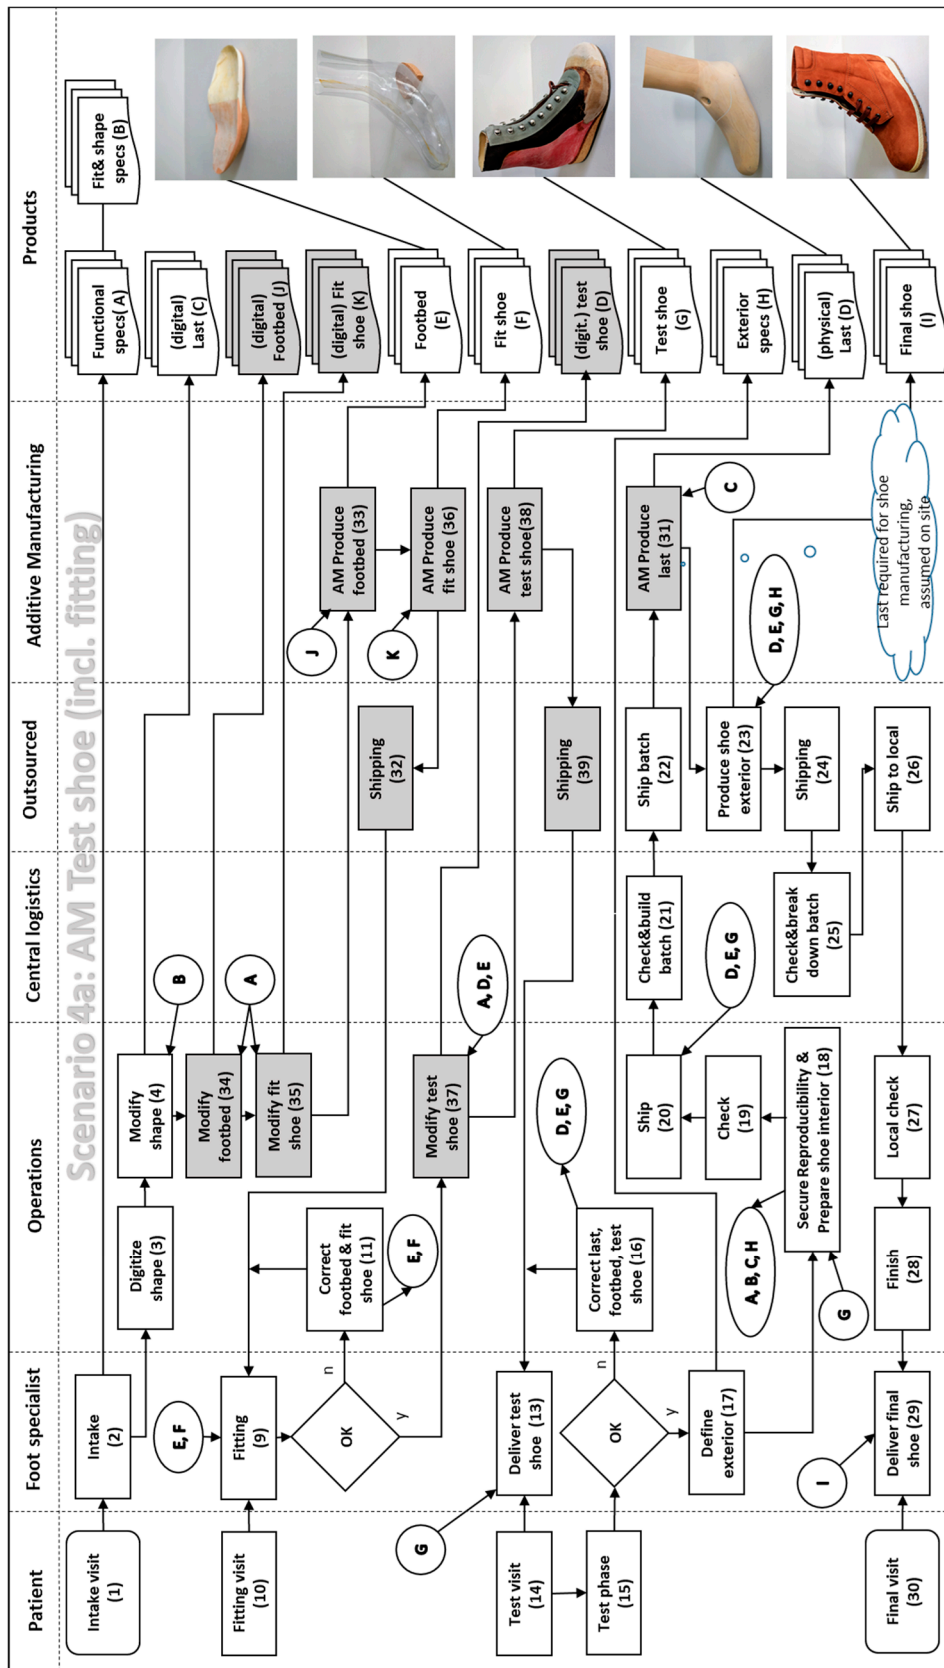 Scenario 4a: AM Test shoe (incl. fitting)
Patient
Foot specialist
Operations
Central logistics
Outsourced
Additive Manufacturing
Products
Intake visit
(1)
Intake
(2)
Digitize
shape (3)
Modify
shape (4)
B
Modify
footbed (34)
A
Modify fit
shoe (35)
Functional
specs( A)
Fit& shape
specs (B)
(digital)
Last (C)
(digital)
Footbed (J)
(digital) Fit
shoe (K)
Fitting visit
(10)
E, F
Fitting
(9)
OK
n
y
Correct
footbed & fit
shoe (11)
E, F
Shipping
(32)
J
AM Produce
footbed (33)
K
AM Produce
fit shoe (36)
Footbed
(E)
Fit shoe
(F)
Modify test
shoe (37)
A, D, E
AM Produce
test shoe(38)
(digit.) test
shoe (D)
Test shoe
(G)
Shipping
(39)
G
Test visit
(14)
Deliver test
shoe (13)
Test phase
(15)
OK
n
y
Correct last,
footbed, test
shoe (16)
D, E, G
Define
exterior (17)
Exterior
specs (H)
Ship
(20)
Check
(19)
Secure Reproducibility &
Prepare shoe interior (18)
A, B, C, H
G
D, E, G
Check&build
batch (21)
Ship batch
(22)
AM Produce
last (31)
C
(physical)
Last (D)
Produce shoe
exterior (23)
D, E, G, H
Shipping
(24)
Check&break
down batch
(25)
Ship to local
(26)
Last required for shoe
manufacturing,
assumed on site
Final shoe
(I)
Final visit
(30)
I
Deliver final
shoe (29)
Finish
(28)
Local check
(27)